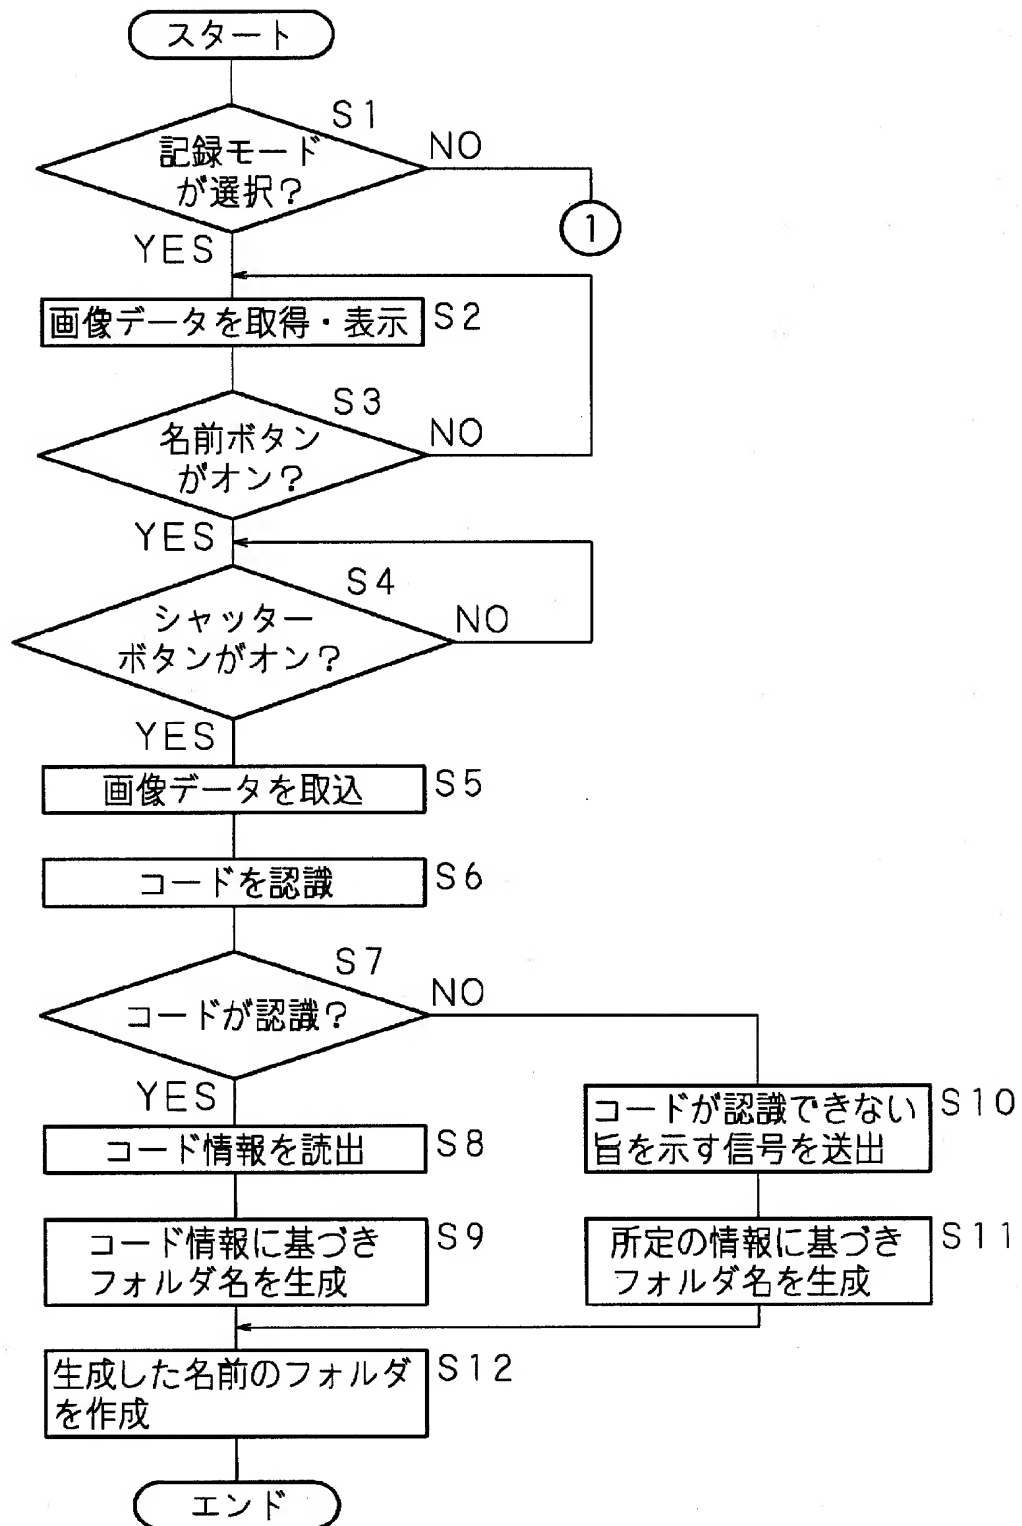 スタート
S1
記録モード
が選択?
NO
1
YES
画像データを取得・表示
S2
S3
名前ボタン
がオン?
NO
YES
S4
シャッター
ボタンがオン?
NO
YES
画像データを取込
S5
コードを認識
S6
S7
コードが認識?
NO
YES
コード情報を読出
S8
コードが認識できない
旨を示す信号を送出
S10
コード情報に基づき
フォルダ名を生成
S9
所定の情報に基づき
フォルダ名を生成
S11
生成した名前のフォルダ
を作成
S12
エンド